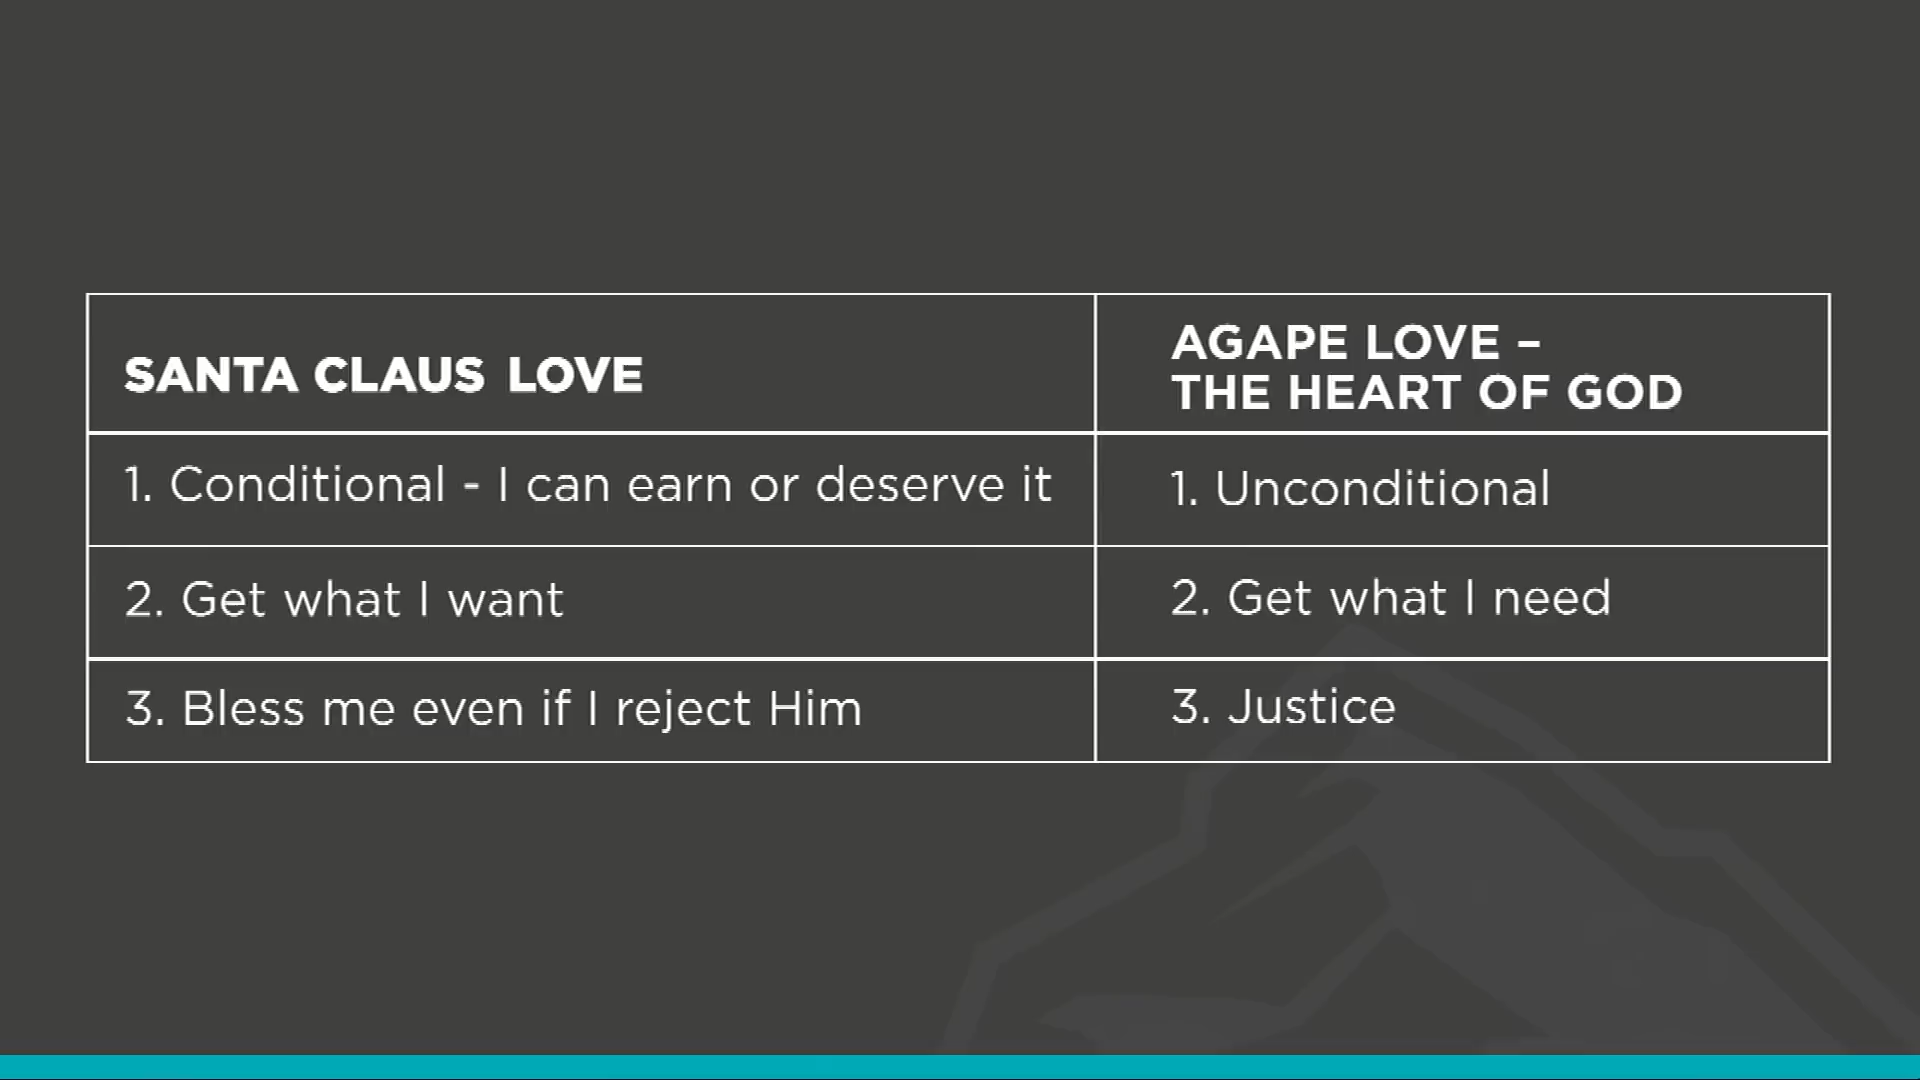 SANTA CLAUS LOVE
AGAPE LOVE –
THE HEART OF GOD
1. Conditional - I can earn or deserve it
1. Unconditional
2. Get what I want
2. Get what I need
3. Bless me even if I reject Him
3. Justice